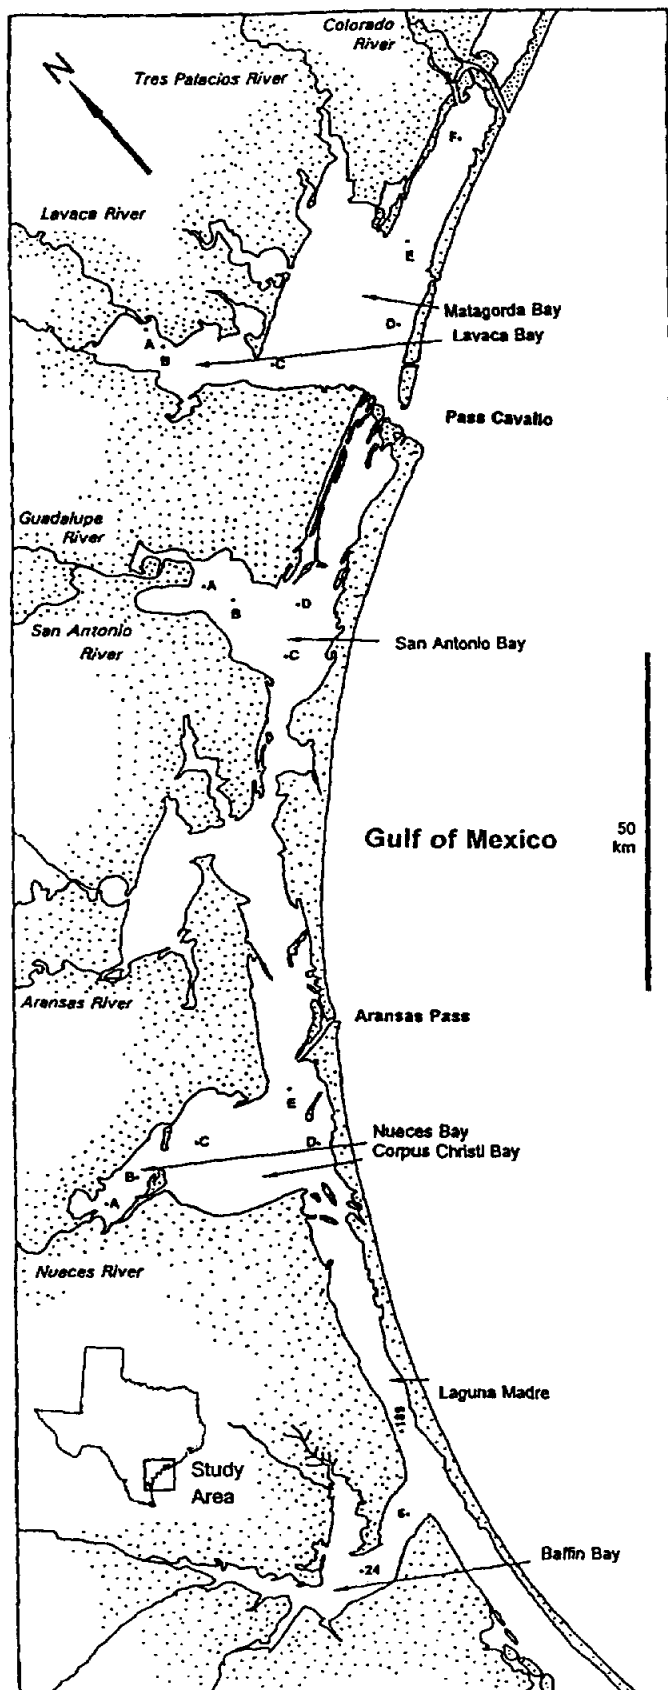 Colorado
River
N
Tres Palacios River
F
Lavaca River
E
Matagorda Bay
D
Lavaca Bay
A
B
C
Pass Cavallo
Guadalupe
River
A
B
D
San Antonio
River
San Antonio Bay
C
Gulf of Mexico
50
km
Aransas River
Aransas Pass
E
Nueces Bay
C
D
Corpus Christi Bay
B
A
Nueces River
Laguna Madre
189
Study
Area
6
Baffin Bay
24